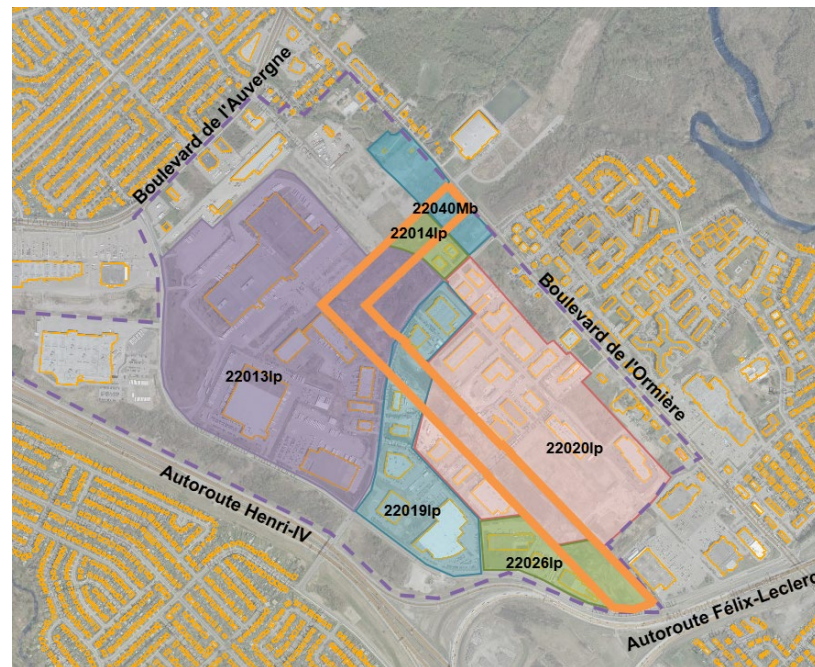 Boulevard de l'Auvergne
22040Mb
22014Ip
Boulevard de l'Ormière
22013Ip
22020Ip
Autoroute Henri-IV
22019Ip
22026Ip
Autoroute Félix-Leclerc